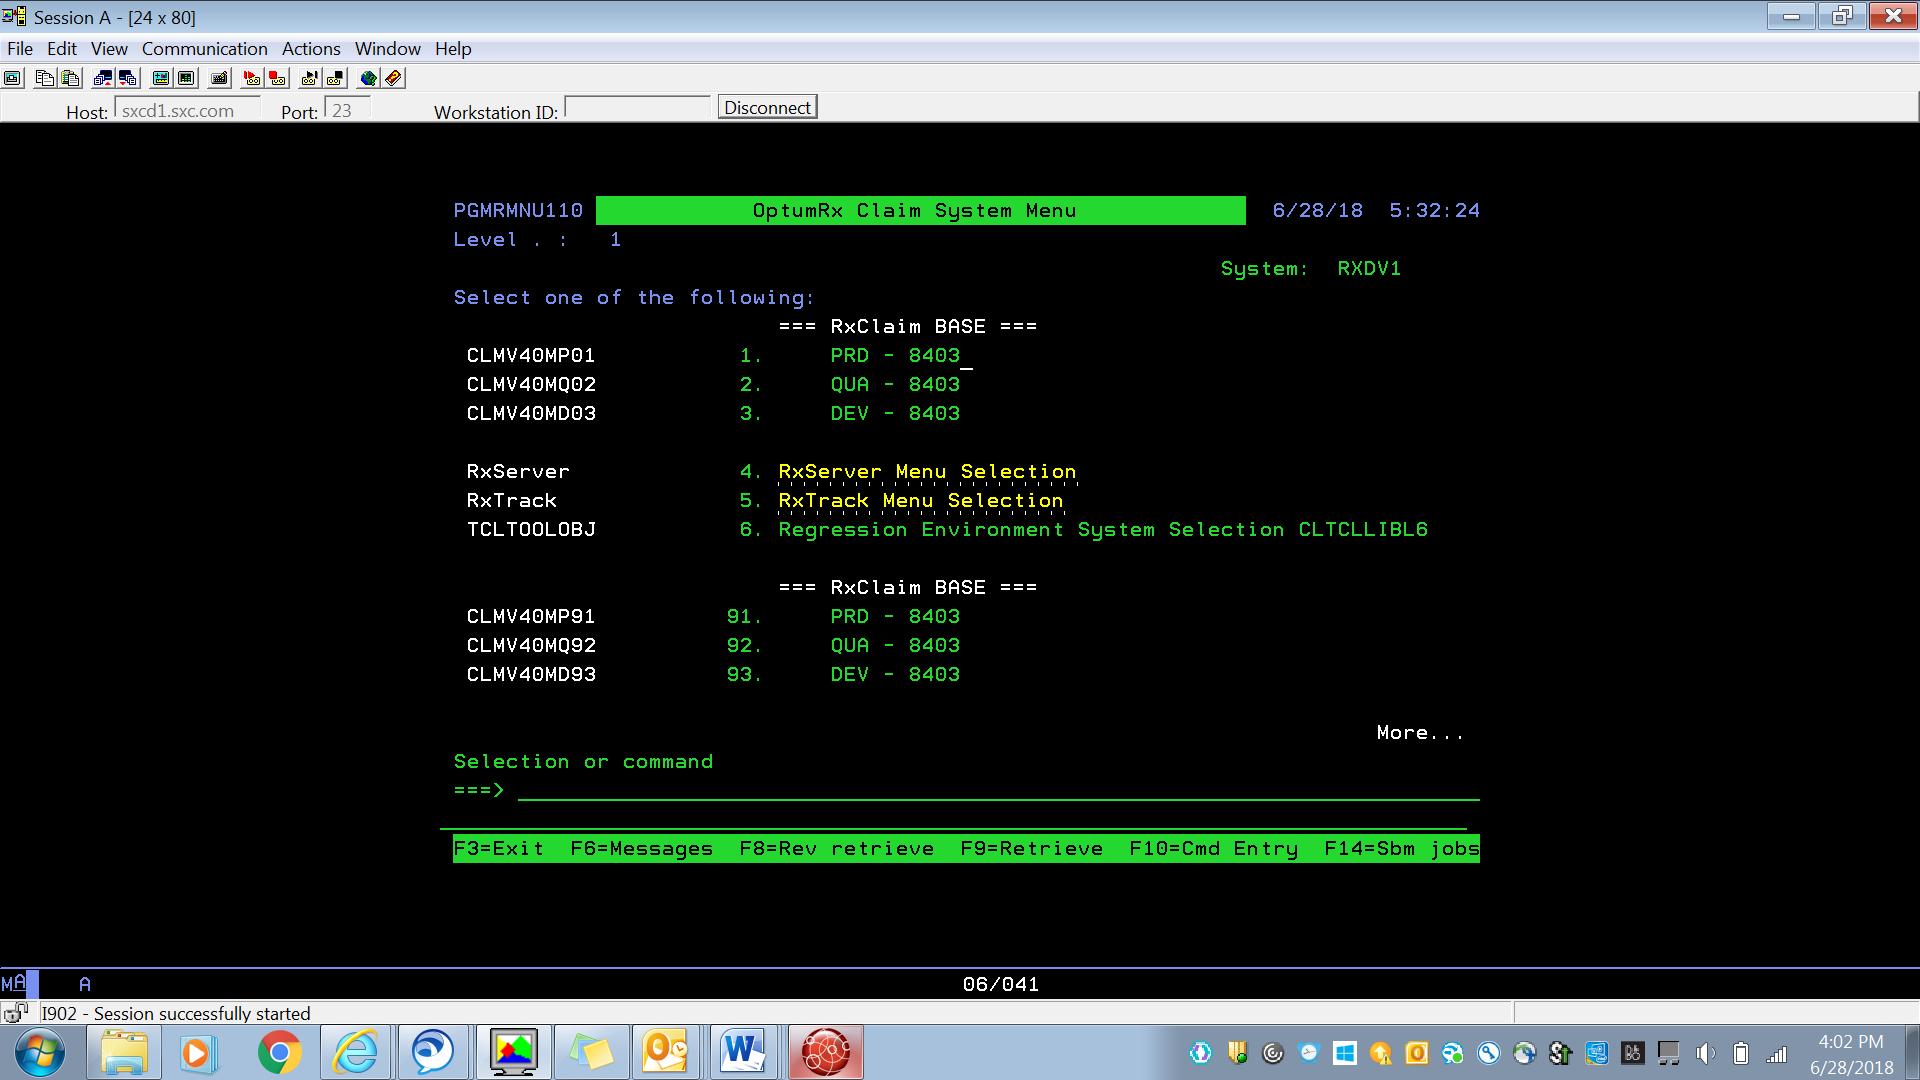 Session A - [24 x 80]
File Edit View Communication Actions Window Help
Host: sxcd1.sxc.com Port: 23 Workstation ID: Disconnect
PGMRMNU110 OptumRx Claim System Menu 6/28/18 5:32:24
Level . : 1
System: RXDV1
Select one of the following:
=== RxClaim BASE ===
CLMV40MP01 1. PRD - 8403
CLMV40MQ02 2. QUA - 8403
CLMV40MD03 3. DEV - 8403
RxServer 4. RxServer Menu Selection
RxTrack 5. RxTrack Menu Selection
TCLTOOLOBJ 6. Regression Environment System Selection CLTCLLIBL6
=== RxClaim BASE ===
CLMV40MP91 91. PRD - 8403
CLMV40MQ92 92. QUA - 8403
CLMV40MD93 93. DEV - 8403
More...
Selection or command
===>
F3=Exit F6=Messages F8=Rev retrieve F9=Retrieve F10=Cmd Entry F14=Sbm jobs
MA A 06/041
I902 - Session successfully started
4:02 PM
6/28/2018